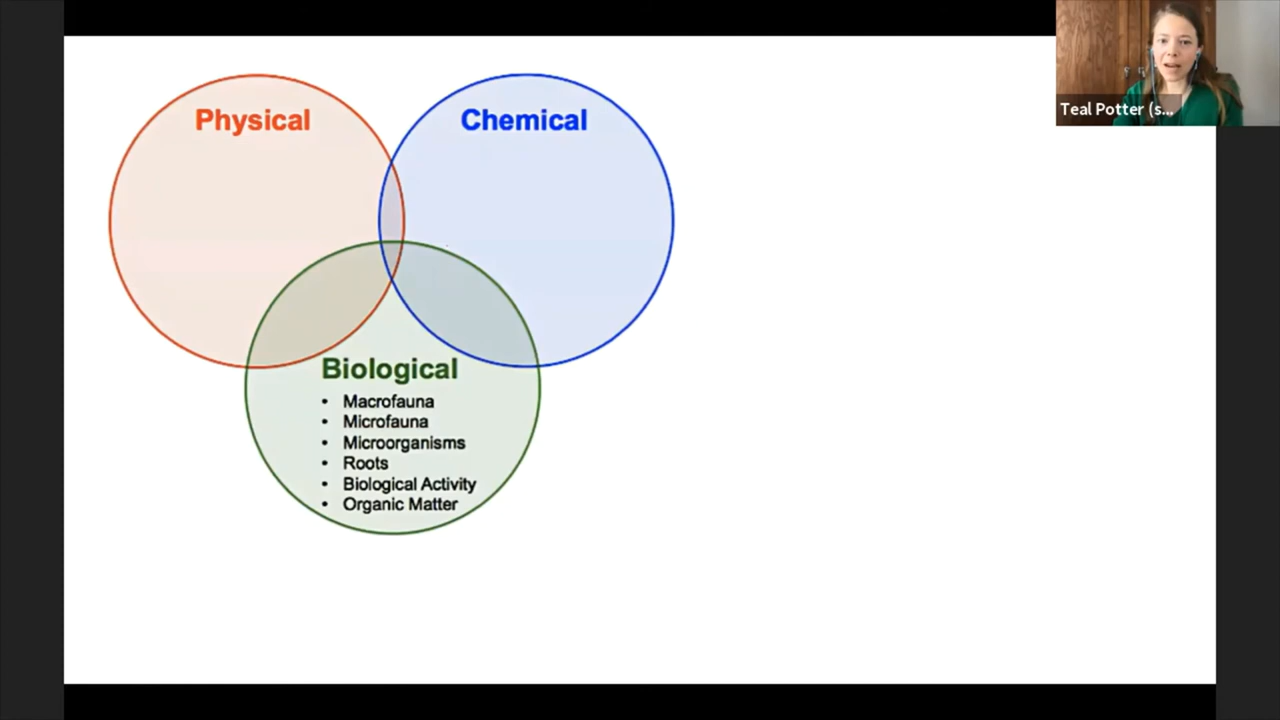 Physical
Chemical
Teal Potter (s...
Biological
• Macrofauna
• Microfauna
• Microorganisms
• Roots
• Biological Activity
• Organic Matter